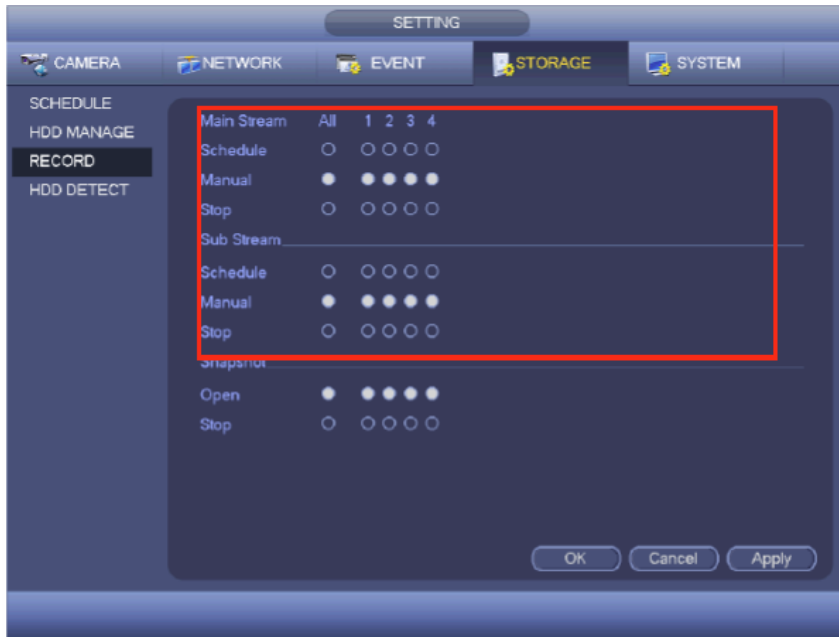 SETTING
CAMERA NETWORK EVENT STORAGE SYSTEM
SCHEDULE
HDD MANAGE
RECORD
HDD DETECT
Main Stream All 1 2 3 4
Schedule
Manual
Stop
Sub Stream
Schedule
Manual
Stop
Snapshot
Open
Stop
OK Cancel Apply